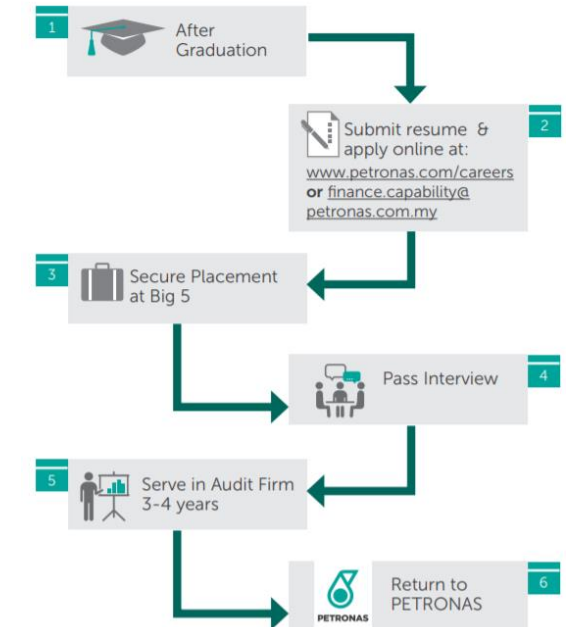 1
After
Graduation
2
Submit resume & 
apply online at:
www.petronas.com/careers
or finance.capability@
petronas.com.my
3
Secure Placement
at Big 5
4
Pass Interview
5
Serve in Audit Firm
3-4 years
6
PETRONAS
Return to
PETRONAS